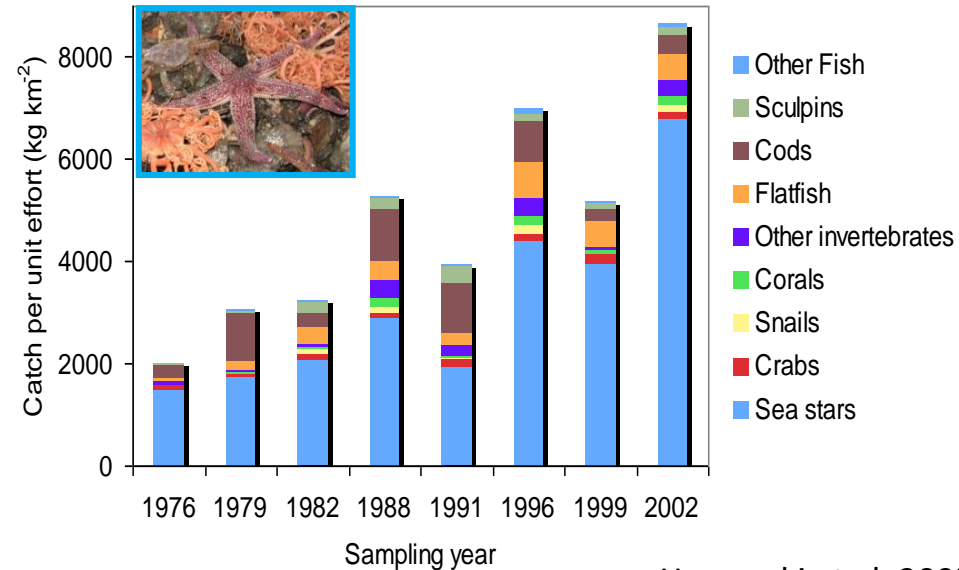 Catch per unit effort (kg km-2)
8000
6000
4000
2000
0
1976 1979 1982 1988 1991 1996 1999 2002
Sampling year
Other Fish
Sculpins
Cods
Flatfish
Other invertebrates
Corals
Snails
Crabs
Sea stars